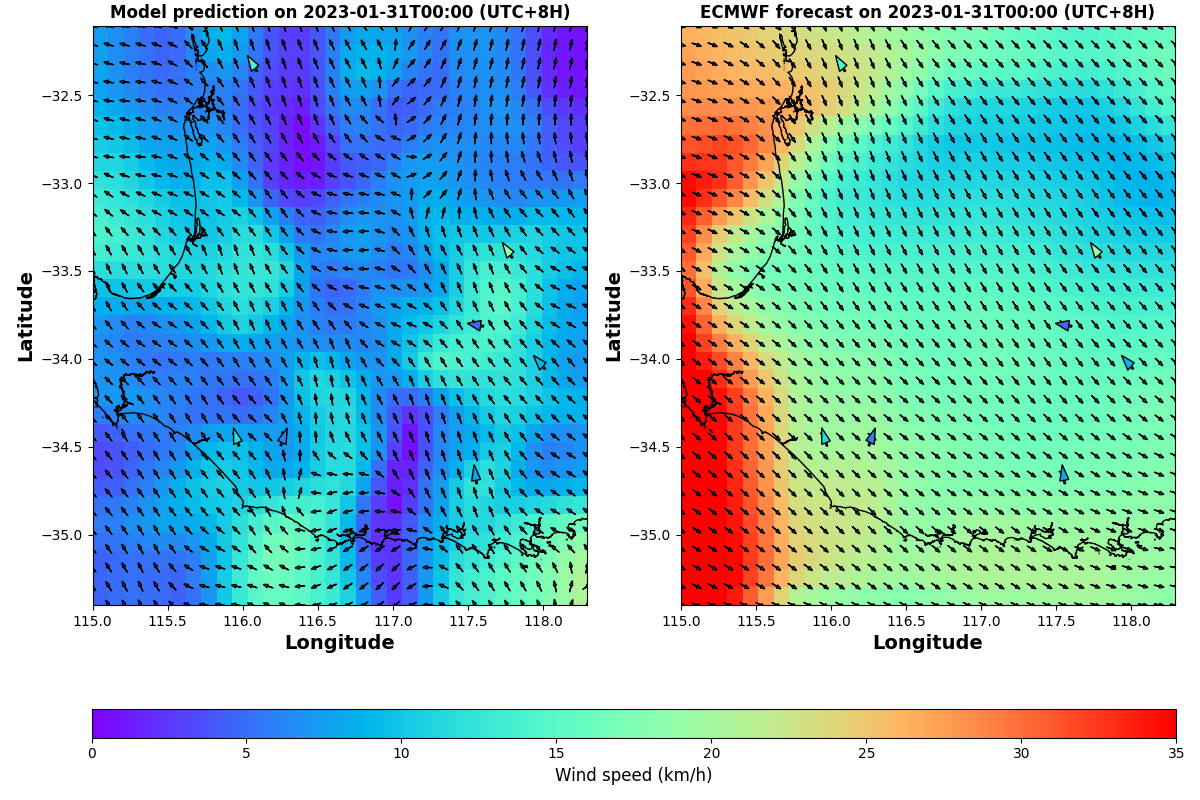 Model prediction on 2023-01-31T00:00 (UTC+8H)
ECMWF forecast on 2023-01-31T00:00 (UTC+8H)
Latitude
−32.5
−33.0
−33.5
−34.0
−34.5
−35.0
115.0 115.5 116.0 116.5 117.0 117.5 118.0
Longitude
Latitude
−32.5
−33.0
−33.5
−34.0
−34.5
−35.0
115.0 115.5 116.0 116.5 117.0 117.5 118.0
Longitude
0 5 10 15 20 25 30 35
Wind speed (km/h)